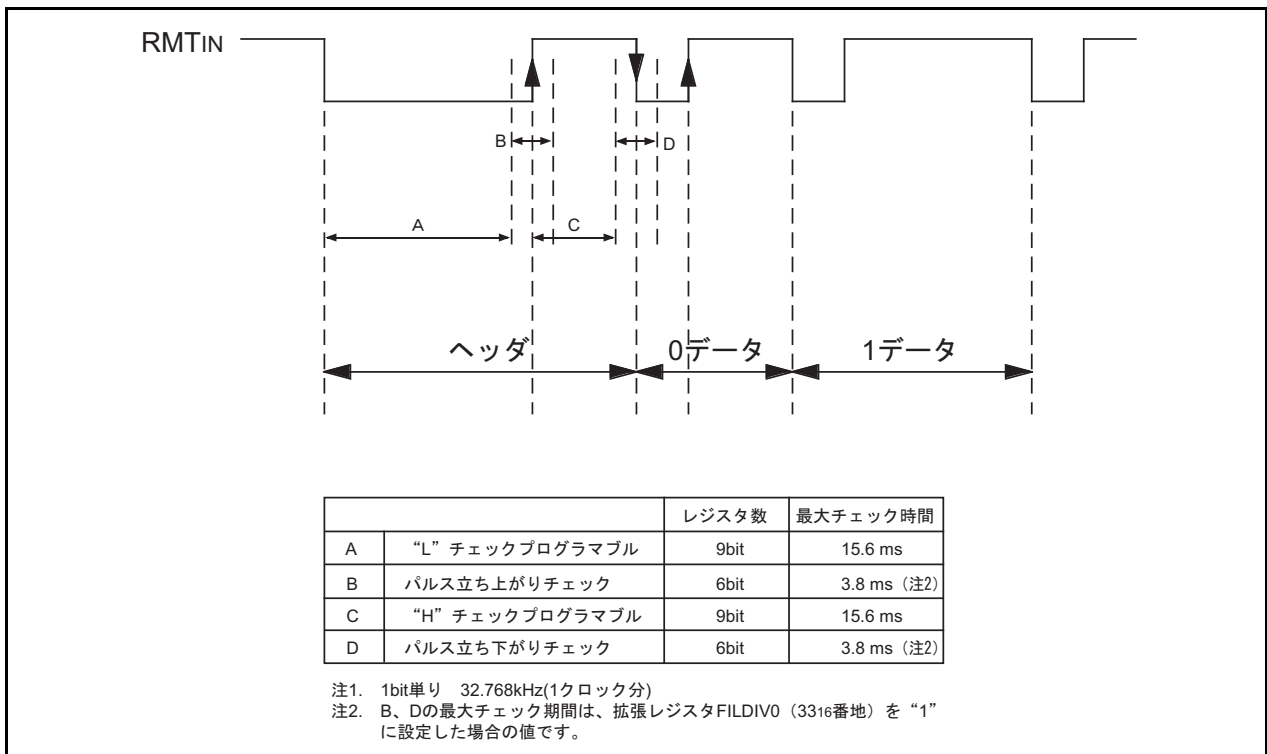 RMTIN
B
D
A
C
ヘッダ
0データ
1データ
レジスタ数 最大チェック時間
A “L”チェックプログラマブル 9bit 15.6 ms
B パルス立ち上がりチェック 6bit 3.8 ms（注2）
C “H”チェックプログラマブル 9bit 15.6 ms
D パルス立ち下がりチェック 6bit 3.8 ms（注2）
注1. 1bit単り 32.768kHz(1クロック分)
注2. B、Dの最大チェック期間は、拡張レジスタFILDIV0（3316番地）を“1”
に設定した場合の値です。